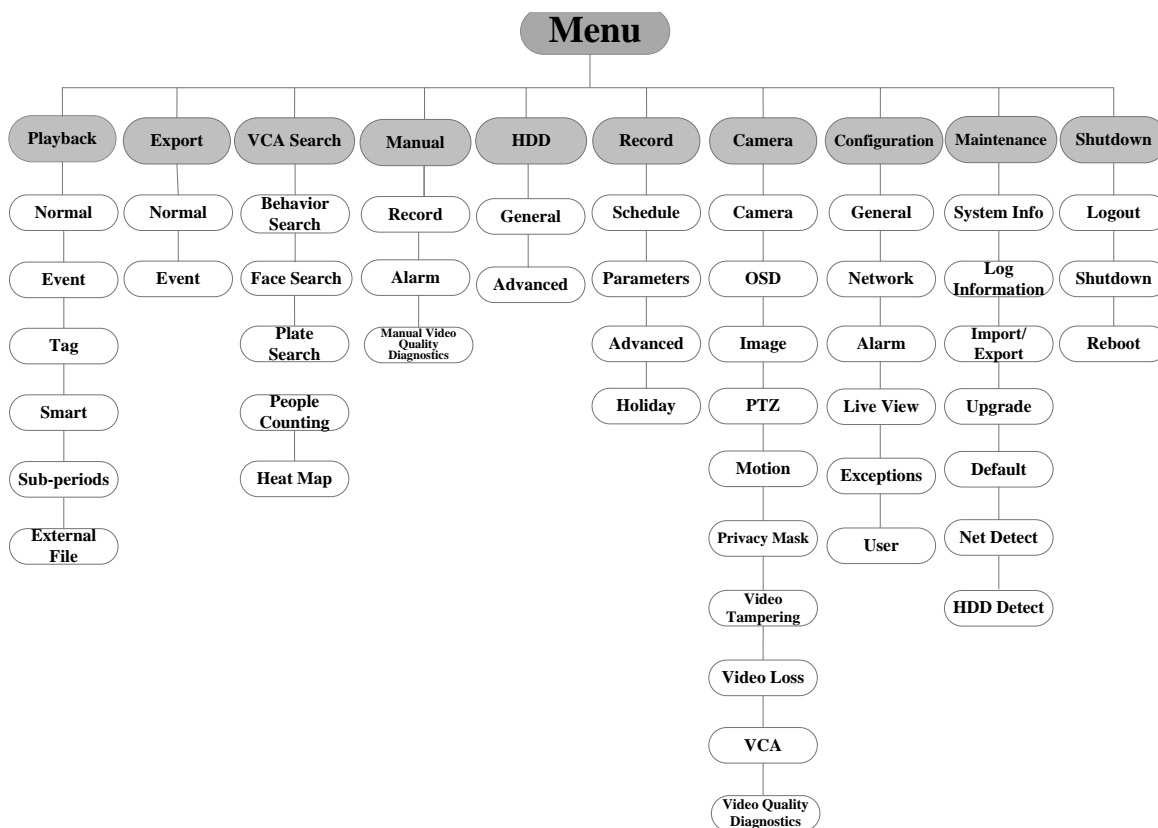 Menu
Playback
Export
VCA Search
Manual
HDD
Record
Camera
Configuration
Maintenance
Shutdown
Normal
Event
Tag
Smart
Sub-periods
External
File
Normal
Event
Behavior
Search
Face Search
Plate
Search
People
Counting
Heat Map
Record
Alarm
Manual Video
Quality
Diagnostics
General
Advanced
Schedule
Parameters
Advanced
Holiday
Camera
OSD
Image
PTZ
Motion
Privacy Mask
Video
Tampering
Video Loss
VCA
Video Quality
Diagnostics
General
Network
Alarm
Live View
Exceptions
User
System Info
Log
Information
Import/
Export
Upgrade
Default
Net Detect
HDD Detect
Logout
Shutdown
Reboot